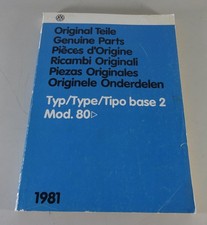 Original Teile
Genuine Parts
Pièces d'Origine
Ricambi Originali
Piezas Originales
Originele Onderdelen
Typ/Type/Tipo base 2
Mod. 80▷
1981